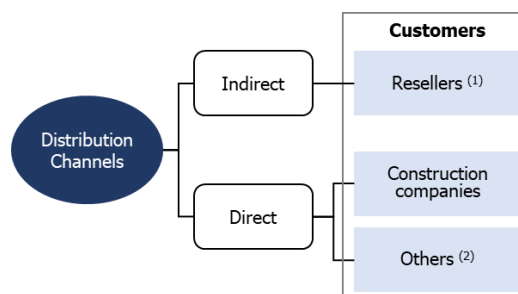 Customers
Indirect
Resellers (1)
Distribution
Channels
Construction
companies
Direct
Others (2)